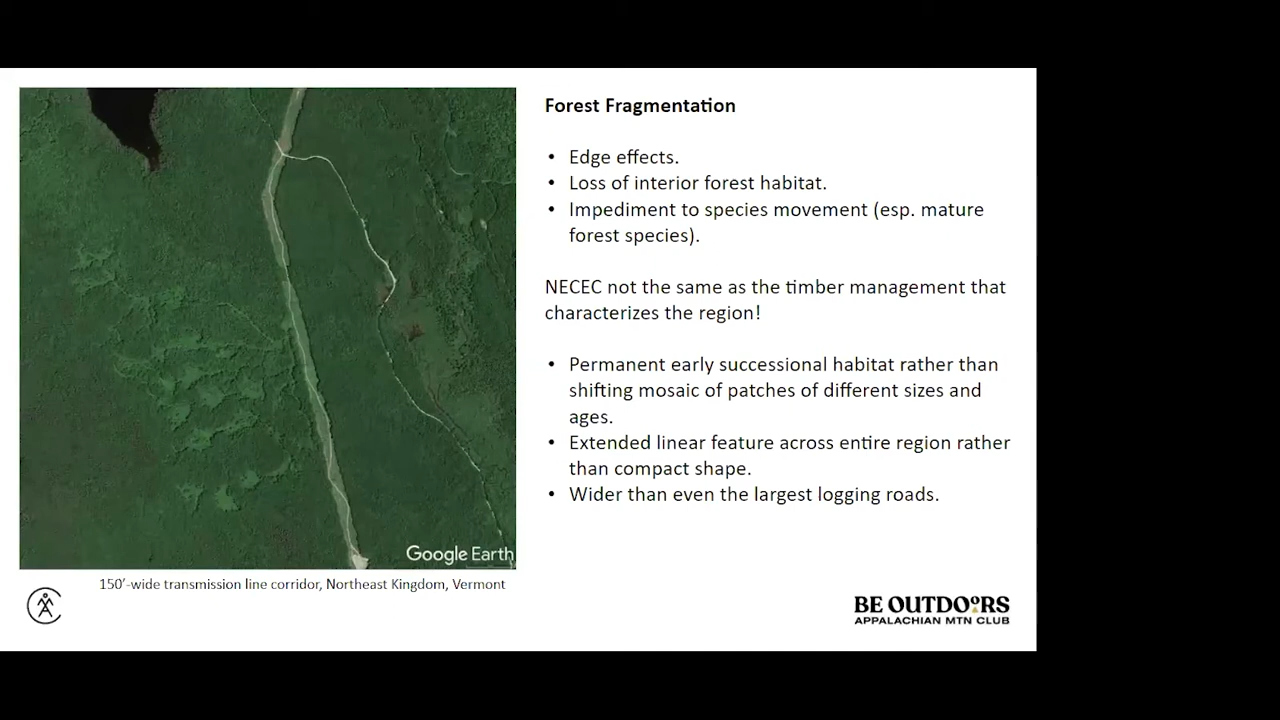 Forest Fragmentation
• Edge effects.
• Loss of interior forest habitat.
• Impediment to species movement (esp. mature
forest species).
NECEC not the same as the timber management that
characterizes the region!
• Permanent early successional habitat rather than
shifting mosaic of patches of different sizes and
ages.
• Extended linear feature across entire region rather
than compact shape.
• Wider than even the largest logging roads.
Google Earth
150’-wide transmission line corridor, Northeast Kingdom, Vermont
BE OUTDOORS
APPALACHIAN MTN CLUB